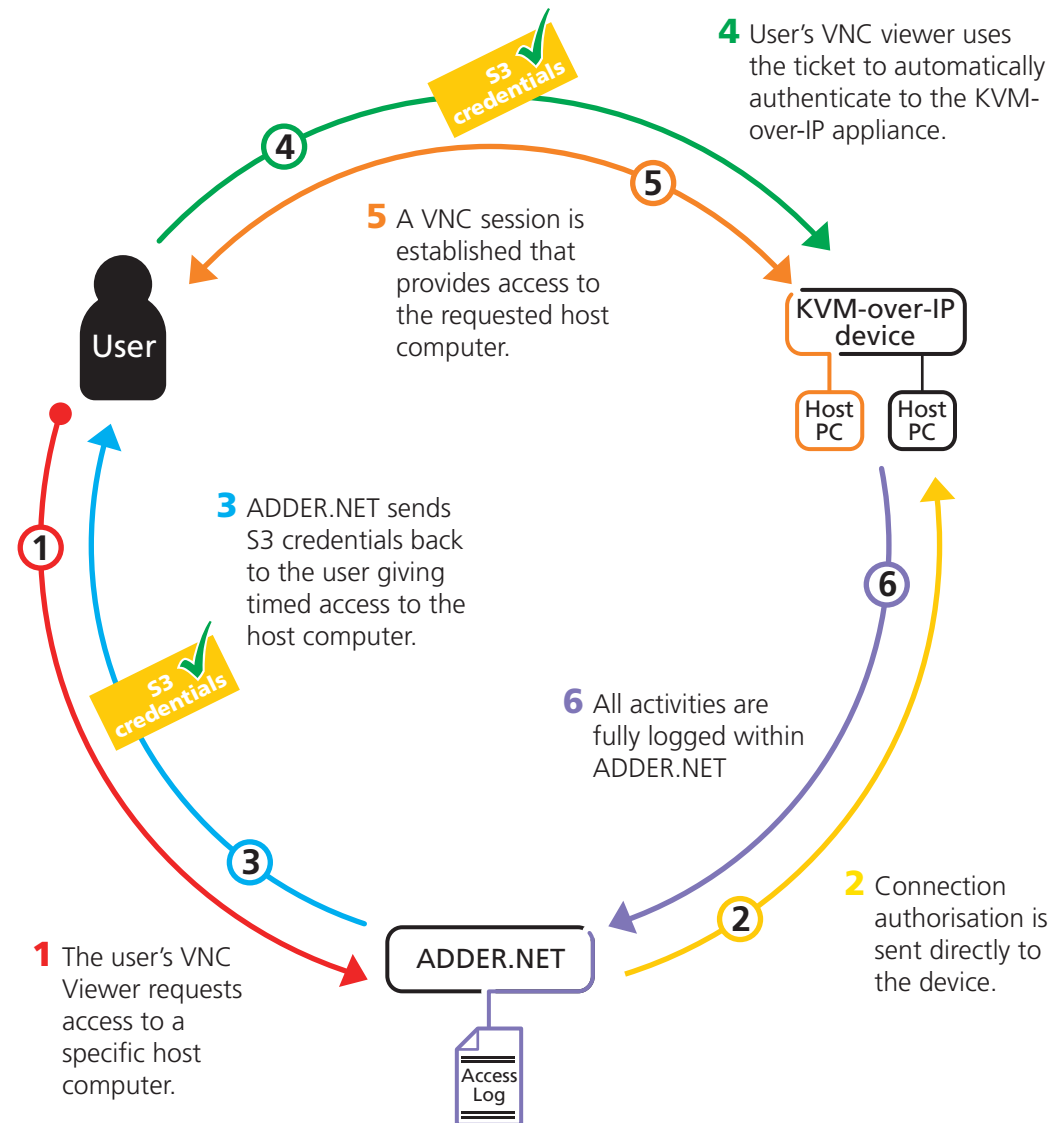 S3
credentials
4 User's VNC viewer uses
the ticket to automatically
authenticate to the KVM-
over-IP appliance.
4
5
5 A VNC session is
established that
provides access to
the requested host
computer.
User
KVM-over-IP
device
Host
PC
Host
PC
3 ADDER.NET sends
S3 credentials back
to the user giving
timed access to the
host computer.
1
6
S3
credentials
6 All activities are
fully logged within
ADDER.NET
3
2
2 Connection
authorisation is
sent directly to
the device.
ADDER.NET
1 The user's VNC
Viewer requests
access to a
specific host
computer.
Access
Log